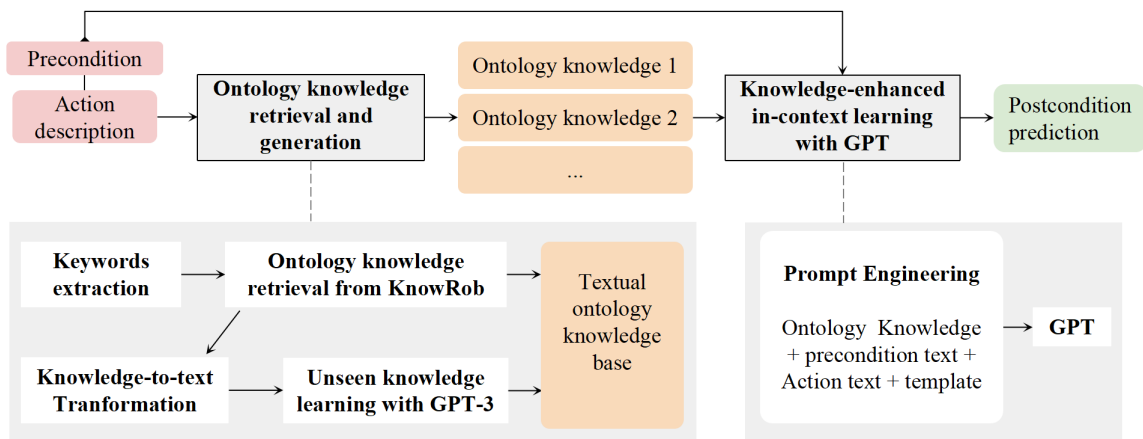 Precondition
Action
description
Ontology knowledge
retrieval and
generation
Ontology knowledge 1
Ontology knowledge 2
...
Knowledge-enhanced
in-context learning
with GPT
Postcondition
prediction
Keywords
extraction
Ontology knowledge
retrieval from KnowRob
Knowledge-to-text
Tranformation
Unseen knowledge
learning with GPT-3
Textual
ontology
knowledge
base
Prompt Engineering
Ontology Knowledge
+ precondition text +
Action text + template
GPT